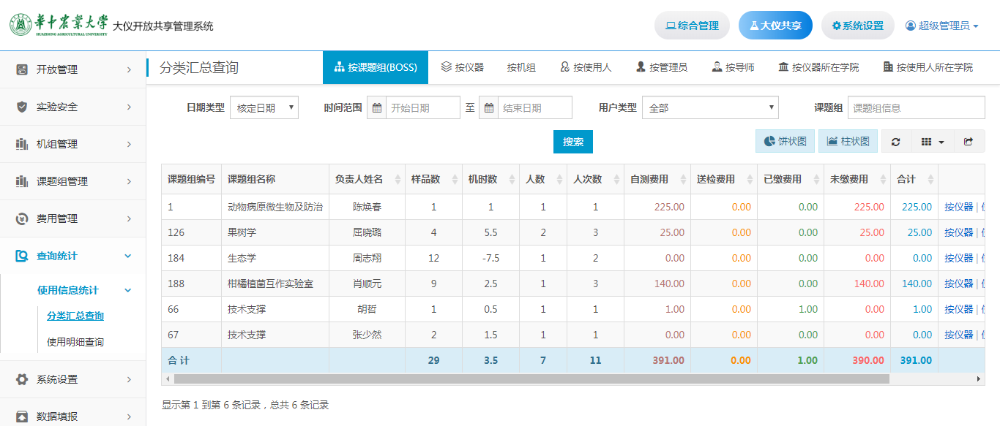 华中农业大学 大仪开放共享管理系统
HUAZHONG AGRICULTURAL UNIVERSITY
综合管理 大仪共享 系统设置 超级管理员
开放管理
实验安全
机组管理
课题组管理
费用管理
查询统计
使用信息统计
分类汇总查询
使用明细查询
系统设置
数据填报
分类汇总查询 按课题组(BOSS) 按仪器 按机组 按使用人 按管理员 按导师 按仪器所在学院 按使用人所在学院
日期类型 核定日期 时间范围 开始日期 至 结束日期 用户类型 全部 课题组 课题组信息
搜索 饼状图 柱状图
课题组编号 课题组名称 负责人姓名 样品数 机时数 人数 人次数 自测费用 送检费用 已缴费用 未缴费用 合计
1 动物病原微生物及防治 陈焕春 1 1 1 1 225.00 0.00 0.00 225.00 225.00 按仪器 |
126 果树学 屈晓璐 4 5.5 2 3 25.00 0.00 0.00 25.00 25.00 按仪器 |
184 生态学 周志翔 12 -7.5 1 2 0.00 0.00 0.00 0.00 0.00 按仪器 |
188 柑橘植菌互作实验室 肖顺元 9 2.5 1 3 140.00 0.00 0.00 140.00 140.00 按仪器 |
66 技术支撑 胡哲 1 0.5 1 1 1.00 0.00 1.00 0.00 1.00 按仪器 |
67 技术支撑 张少然 2 1.5 1 1 0.00 0.00 0.00 0.00 0.00 按仪器 |
合 计 29 3.5 7 11 391.00 0.00 1.00 390.00 391.00
显示第 1 到第 6 条记录，总共 6 条记录